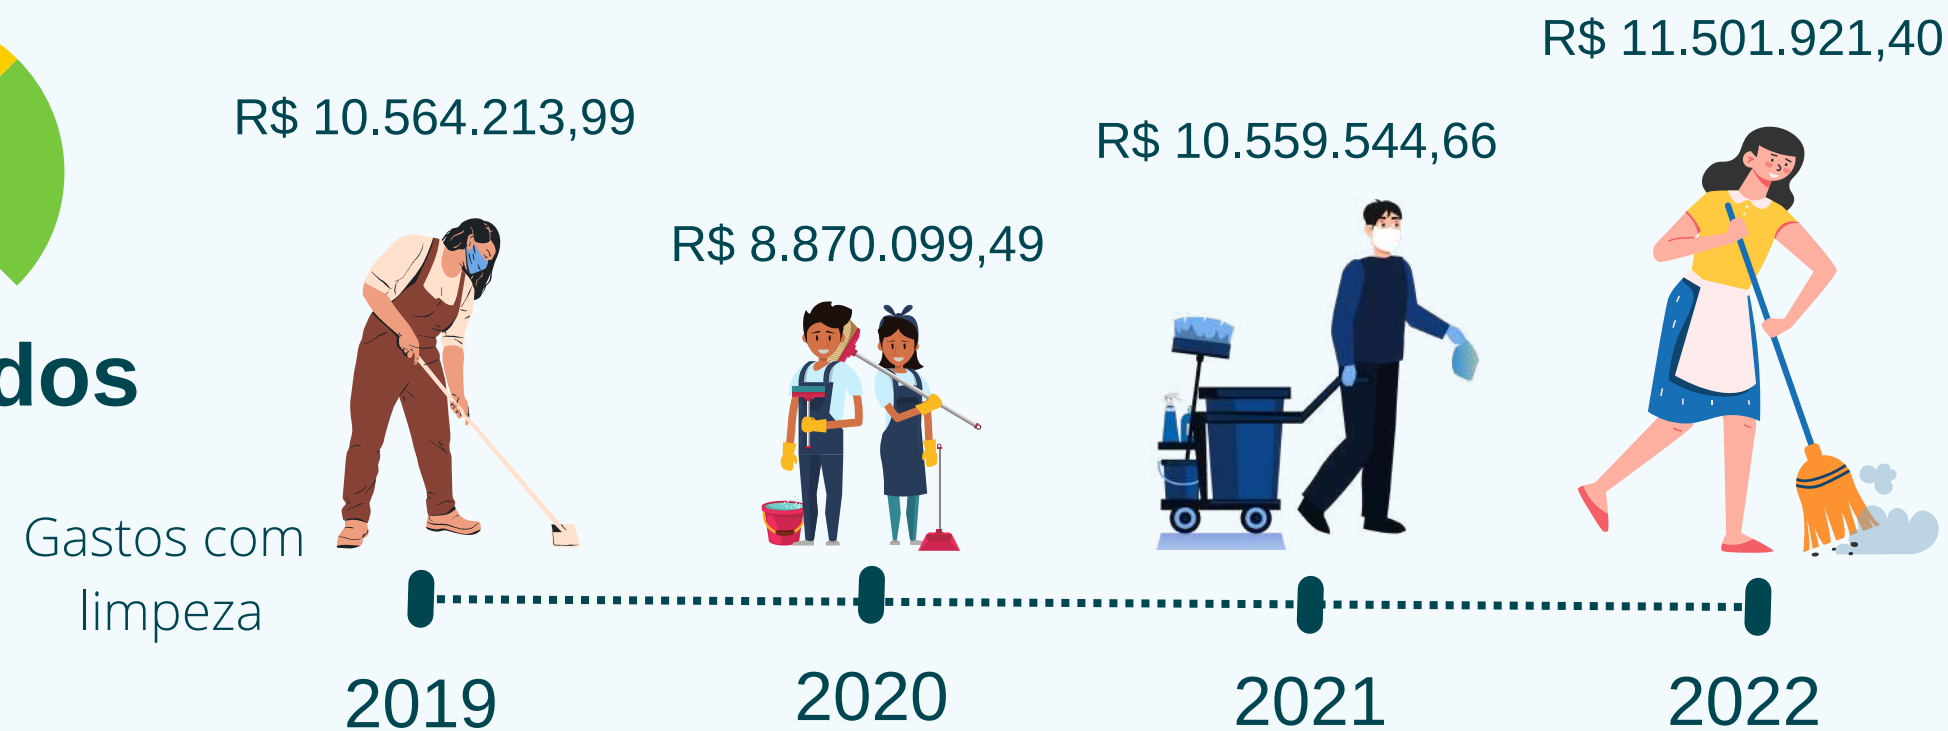 R$ 11.501.921,40
R$ 10.564.213,99
R$ 10.559.544,66
R$ 8.870.099,49
dos
Gastos com
limpeza
2019
2020
2021
2022